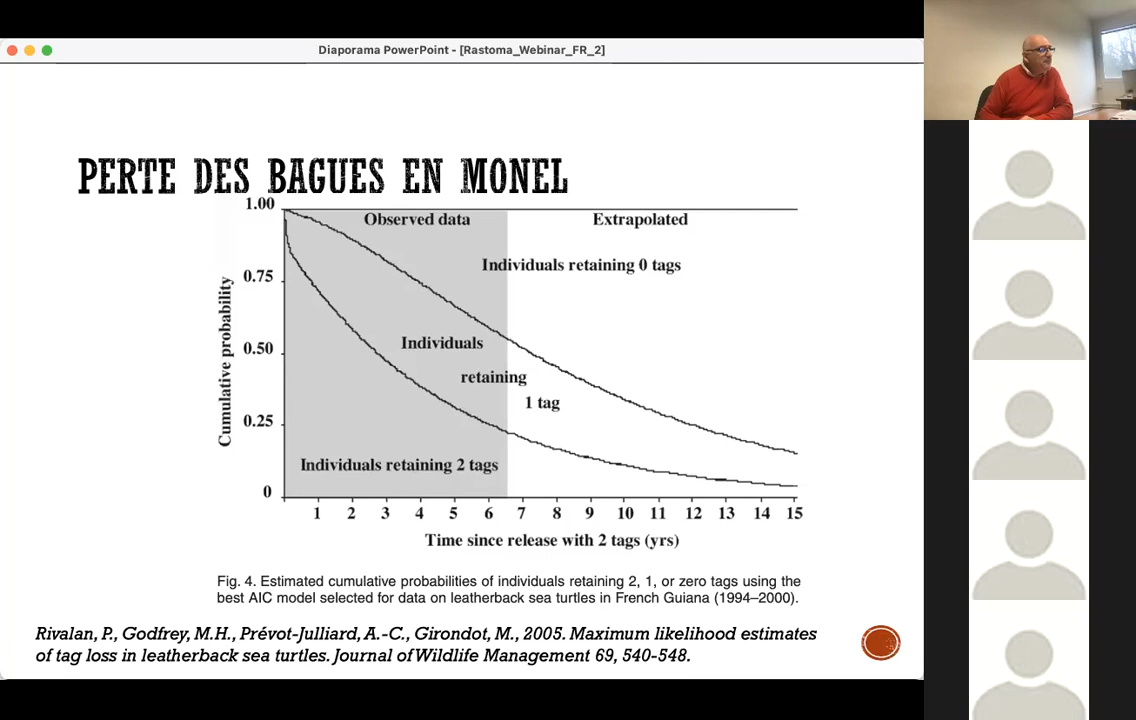 Diaporama PowerPoint - [Rastoma_Webinar_FR_2]
PERTE DES BAGUES EN MONEL
1.00
0.75
0.50
0.25
0
Cumulative probability
Observed data
Extrapolated
Individuals retaining 0 tags
Individuals
retaining
1 tag
Individuals retaining 2 tags
1 2 3 4 5 6 7 8 9 10 11 12 13 14 15
Time since release with 2 tags (yrs)
Fig. 4. Estimated cumulative probabilities of individuals retaining 2, 1, or zero tags using the
best AIC model selected for data on leatherback sea turtles in French Guiana (1994–2000).
Rivalan, P., Godfrey, M.H., Prévot-Julliard, A.-C., Girondot, M., 2005. Maximum likelihood estimates
of tag loss in leatherback sea turtles. Journal of Wildlife Management 69, 540-548.